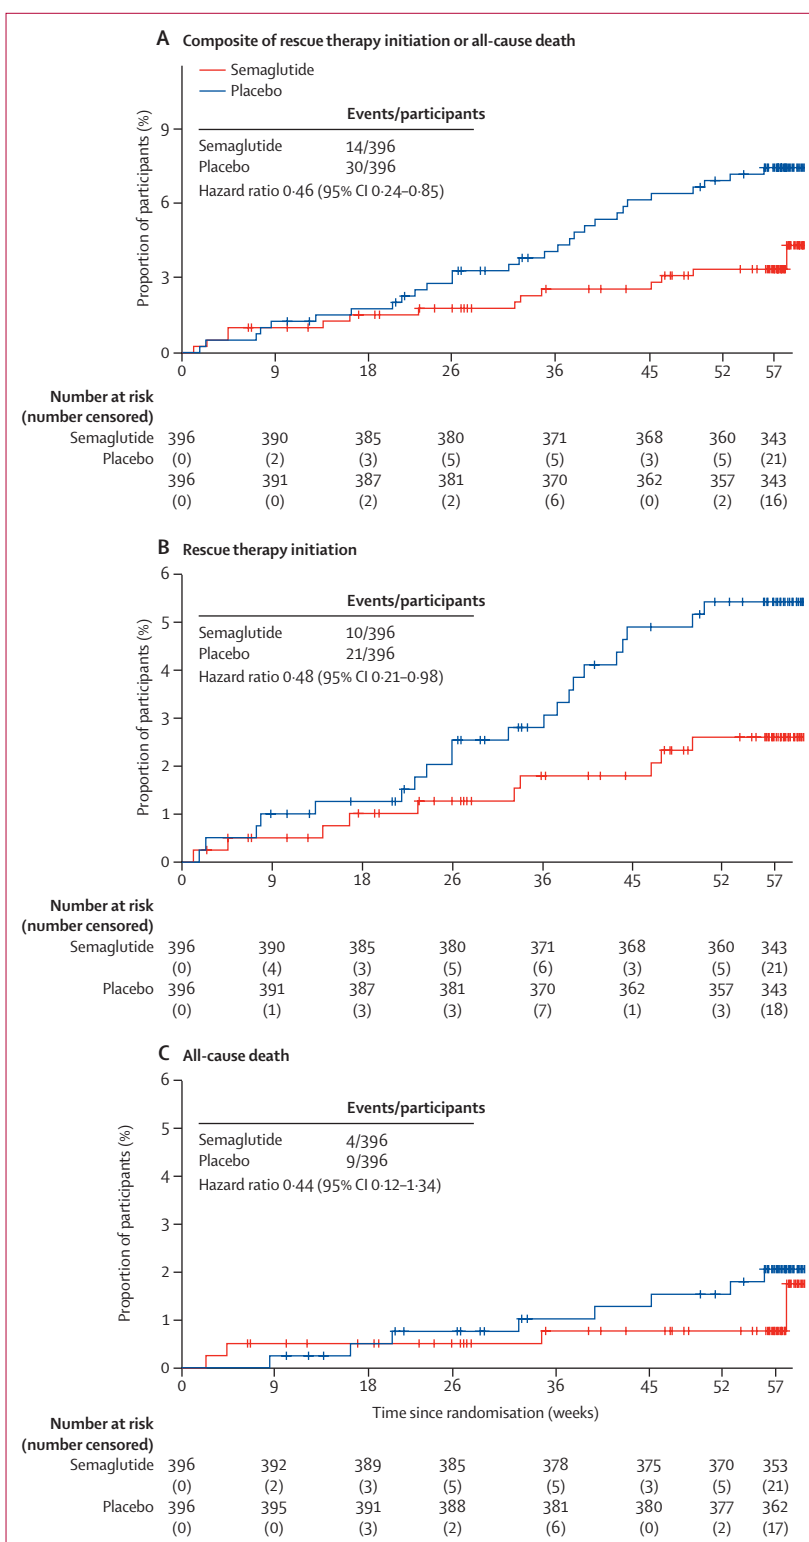 A Composite of rescue therapy initiation or all-cause death
Semaglutide
Placebo
Events/participants
Semaglutide 14/396
Placebo 30/396
Hazard ratio 0·46 (95% CI 0·24–0·85)
Proportion of participants (%)
9
6
3
0
0 9 18 26 36 45 52 57
Number at risk
(number censored)
Semaglutide 396 390 385 380 371 368 360 343
Placebo (0) (2) (3) (5) (5) (3) (5) (21)
396 391 387 381 370 362 357 343
(0) (0) (2) (2) (6) (0) (2) (16)
B Rescue therapy initiation
Events/participants
Semaglutide 10/396
Placebo 21/396
Hazard ratio 0·48 (95% CI 0·21–0·98)
Proportion of participants (%)
6
5
4
3
2
1
0
0 9 18 26 36 45 52 57
Number at risk
(number censored)
Semaglutide 396 390 385 380 371 368 360 343
(0) (4) (3) (5) (6) (3) (5) (21)
Placebo 396 391 387 381 370 362 357 343
(0) (1) (3) (3) (7) (1) (3) (18)
C All-cause death
Events/participants
Semaglutide 4/396
Placebo 9/396
Hazard ratio 0·44 (95% CI 0·12–1·34)
Proportion of participants (%)
6
5
4
3
2
1
0
0 9 18 26 36 45 52 57
Time since randomisation (weeks)
Number at risk
(number censored)
Semaglutide 396 392 389 385 378 375 370 353
(0) (2) (3) (5) (5) (3) (5) (21)
Placebo 396 395 391 388 381 380 377 362
(0) (0) (3) (2) (6) (0) (2) (17)